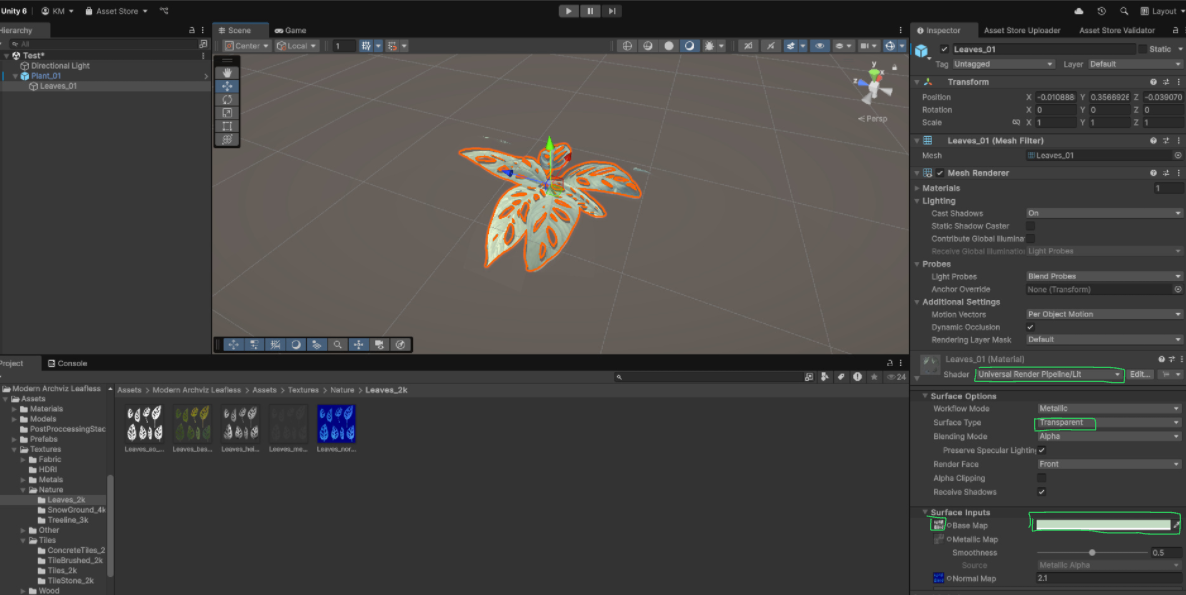 Unity 6 KM Asset Store Layout
Hierarchy
All
Test*
Directional Light
Plant_01
Leaves_01
Scene Game
Center Local 1
y
x
z
Persp
Project Console
24
Modern Archviz Leafless
Assets
Materials
Models
PostProccessingStac
Prefabs
Textures
Fabric
HDRI
Metals
Nature
Leaves_2k
SnowGround_4k
Treeline_3k
Other
Tiles
ConcreteTiles_2
TileBrushed_2k
Tiles_2k
TileStone_2k
Wood
Assets > Modern Archviz Leafless > Assets > Textures > Nature > Leaves_2k
Leaves_ao_... Leaves_bas... Leaves_hei... Leaves_me... Leaves_nor...
Inspector Asset Store Uploader Asset Store Validator
Leaves_01 Static
Tag Untagged Layer Default
Transform
Position X -0.010886 Y 0.3566926 Z -0.039070
Rotation X 0 Y 0 Z 0
Scale X 1 Y 1 Z 1
Leaves_01 (Mesh Filter)
Mesh Leaves_01
Mesh Renderer
Materials 1
Lighting
Cast Shadows On
Static Shadow Caster
Contribute Global Illumina
Receive Global Illumination Light Probes
Probes
Light Probes Blend Probes
Anchor Override None (Transform)
Additional Settings
Motion Vectors Per Object Motion
Dynamic Occlusion
Rendering Layer Mask Default
Leaves_01 (Material)
Shader Universal Render Pipeline/Lit Edit...
Surface Options
Workflow Mode Metallic
Surface Type Transparent
Blending Mode Alpha
Preserve Specular Lighting
Render Face Front
Alpha Clipping
Receive Shadows
Surface Inputs
Base Map
Metallic Map
Smoothness 0.5
Source Metallic Alpha
Normal Map 2.1